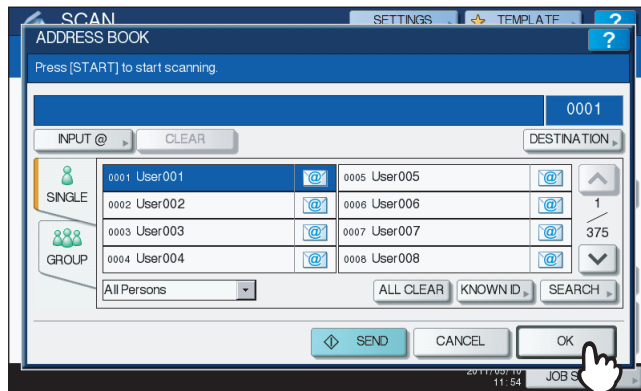 SCAN SETTINGS TEMPLATE ?
ADDRESS BOOK ?
Press [START] to start scanning.
0001
INPUT @ CLEAR DESTINATION
SINGLE
GROUP
0001 User001 @ 0005 User005 @
0002 User002 @ 0006 User006 @
0003 User003 @ 0007 User007 @
0004 User004 @ 0008 User008 @
1
375
All Persons ALL CLEAR KNOWN ID SEARCH
SEND CANCEL OK
11:54 JOB